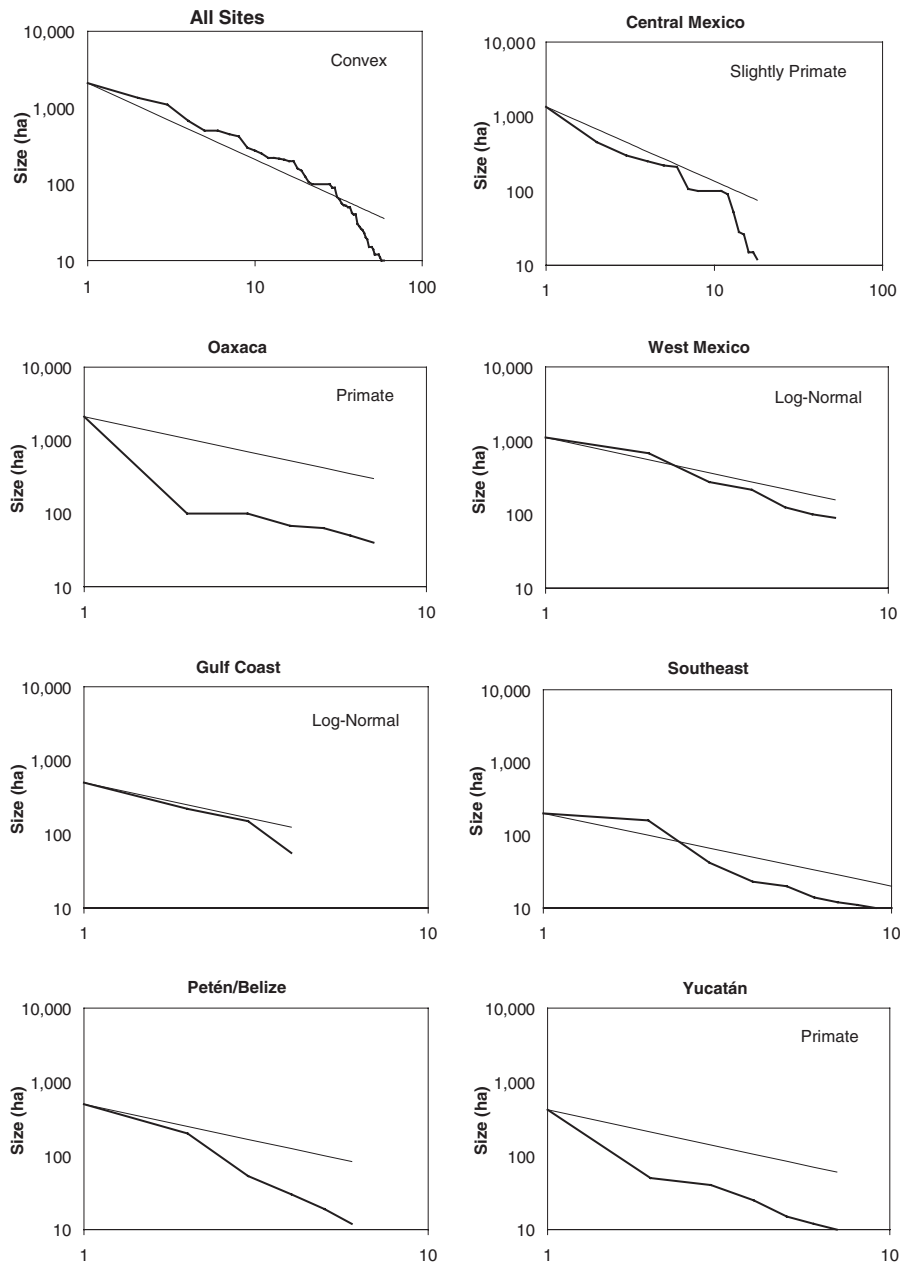 All Sites
10,000
1,000
100
10
1
10
100
Size (ha)
Convex
Central Mexico
10,000
1,000
100
10
1
10
100
Size (ha)
Slightly Primate
Oaxaca
10,000
1,000
100
10
1
10
Size (ha)
Primate
West Mexico
10,000
1,000
100
10
1
10
Size (ha)
Log-Normal
Gulf Coast
10,000
1,000
100
10
1
10
Size (ha)
Log-Normal
Southeast
10,000
1,000
100
10
1
10
Size (ha)
Petén/Belize
10,000
1,000
100
10
1
10
Size (ha)
Yucatán
10,000
1,000
100
10
1
10
Size (ha)
Primate